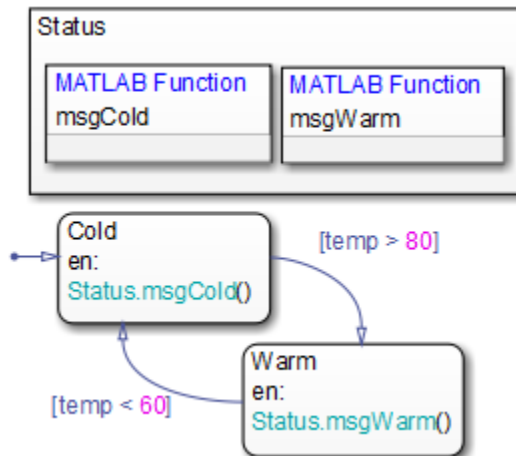 Status
MATLAB Function
msgCold
MATLAB Function
msgWarm
Cold
en:
Status.msgCold()
[temp > 80]
Warm
en:
Status.msgWarm()
[temp < 60]